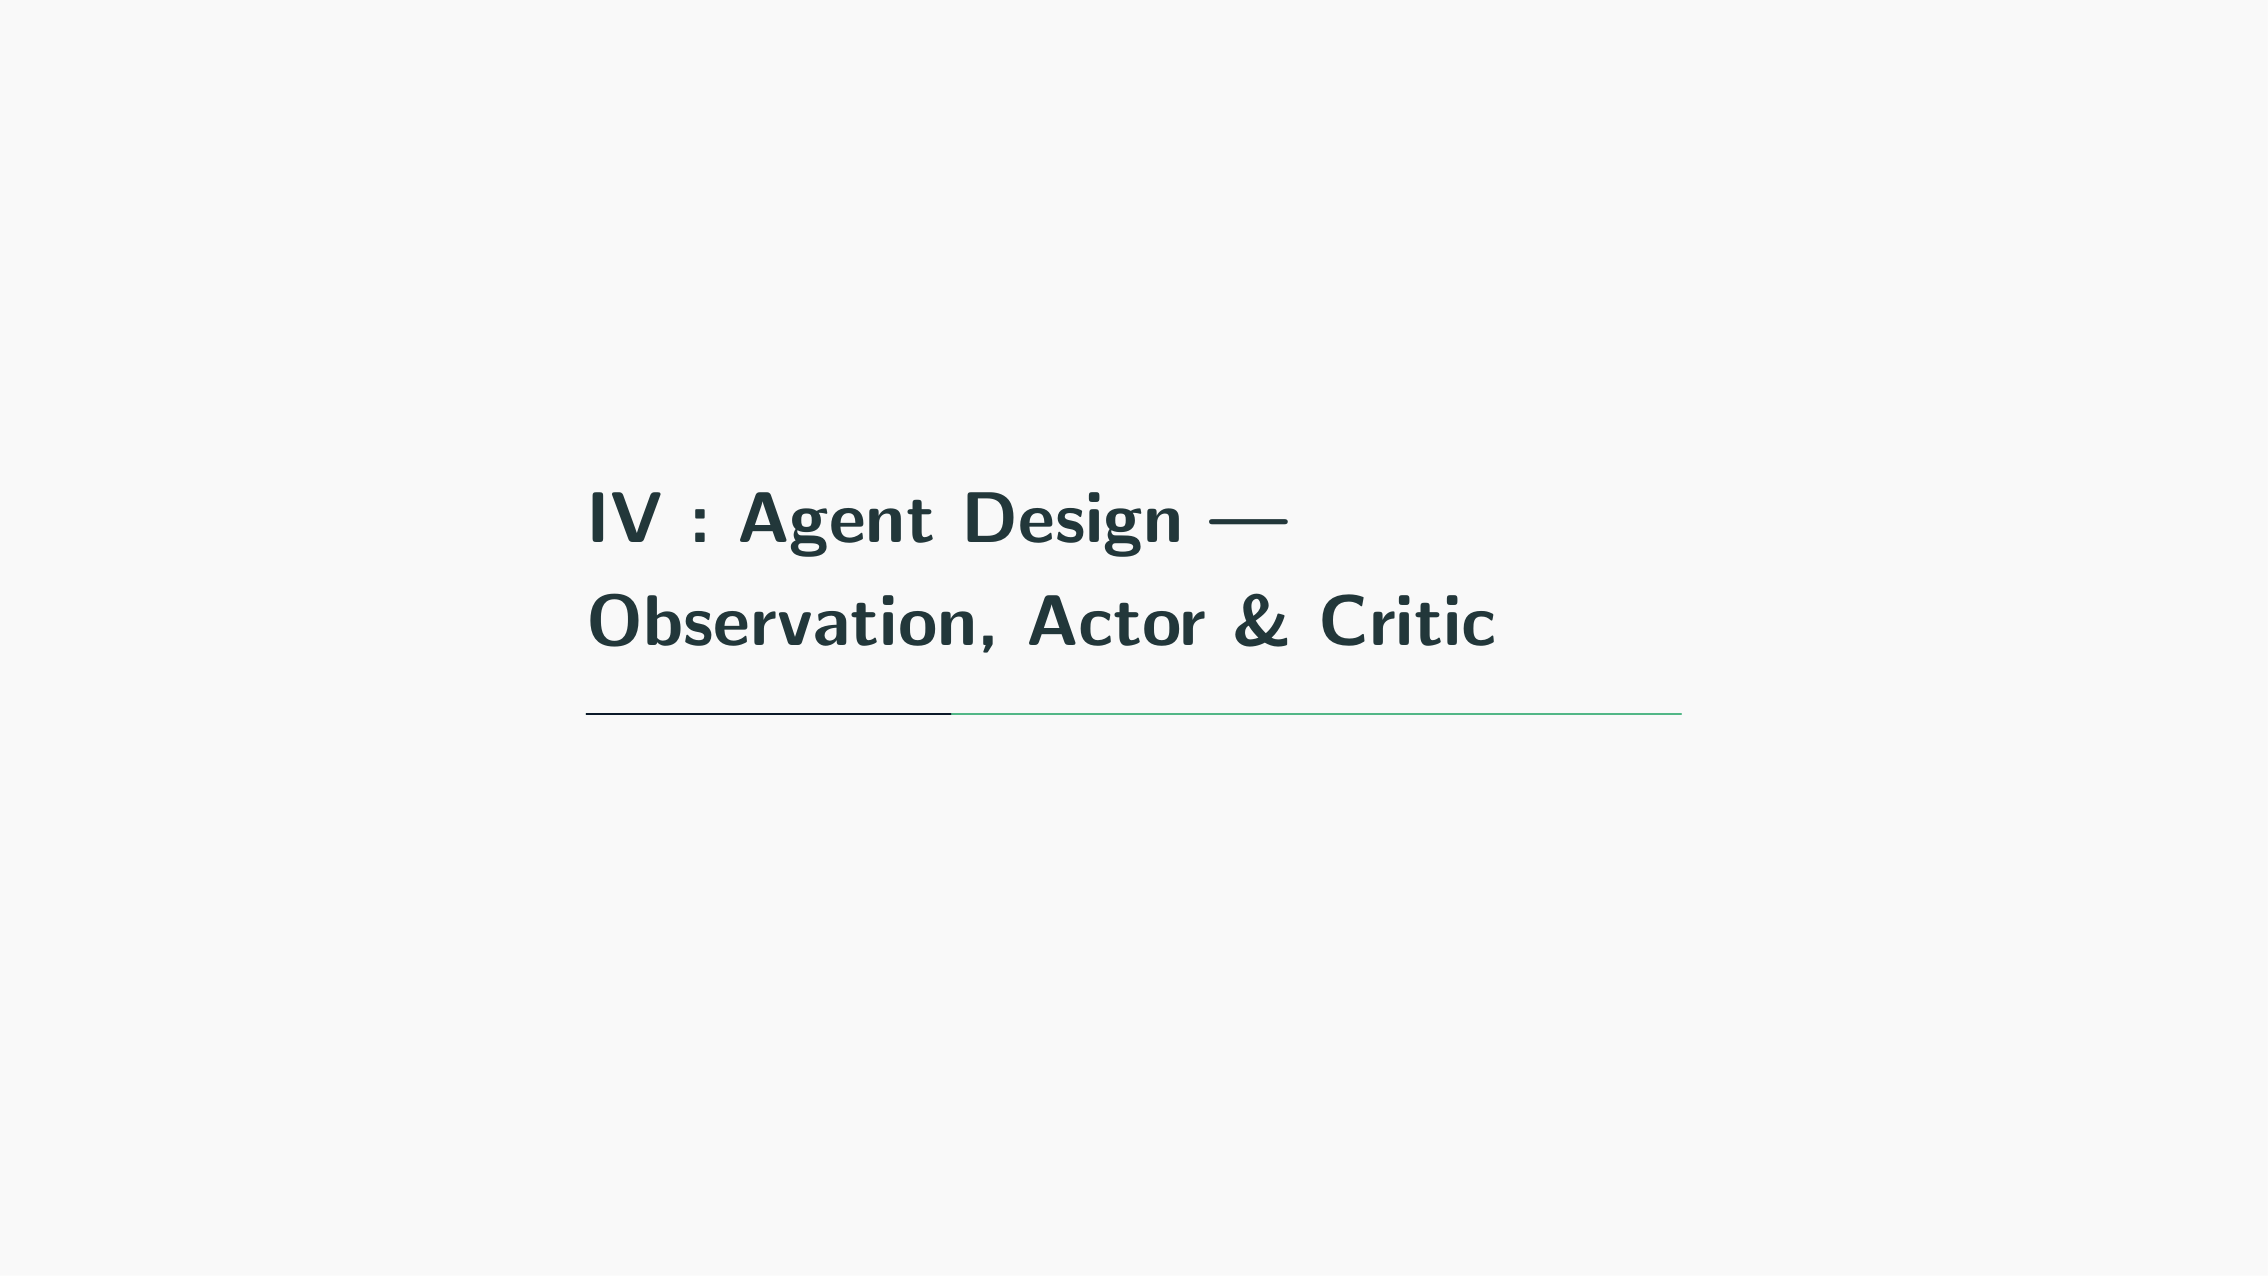 IV : Agent Design —
Observation, Actor & Critic